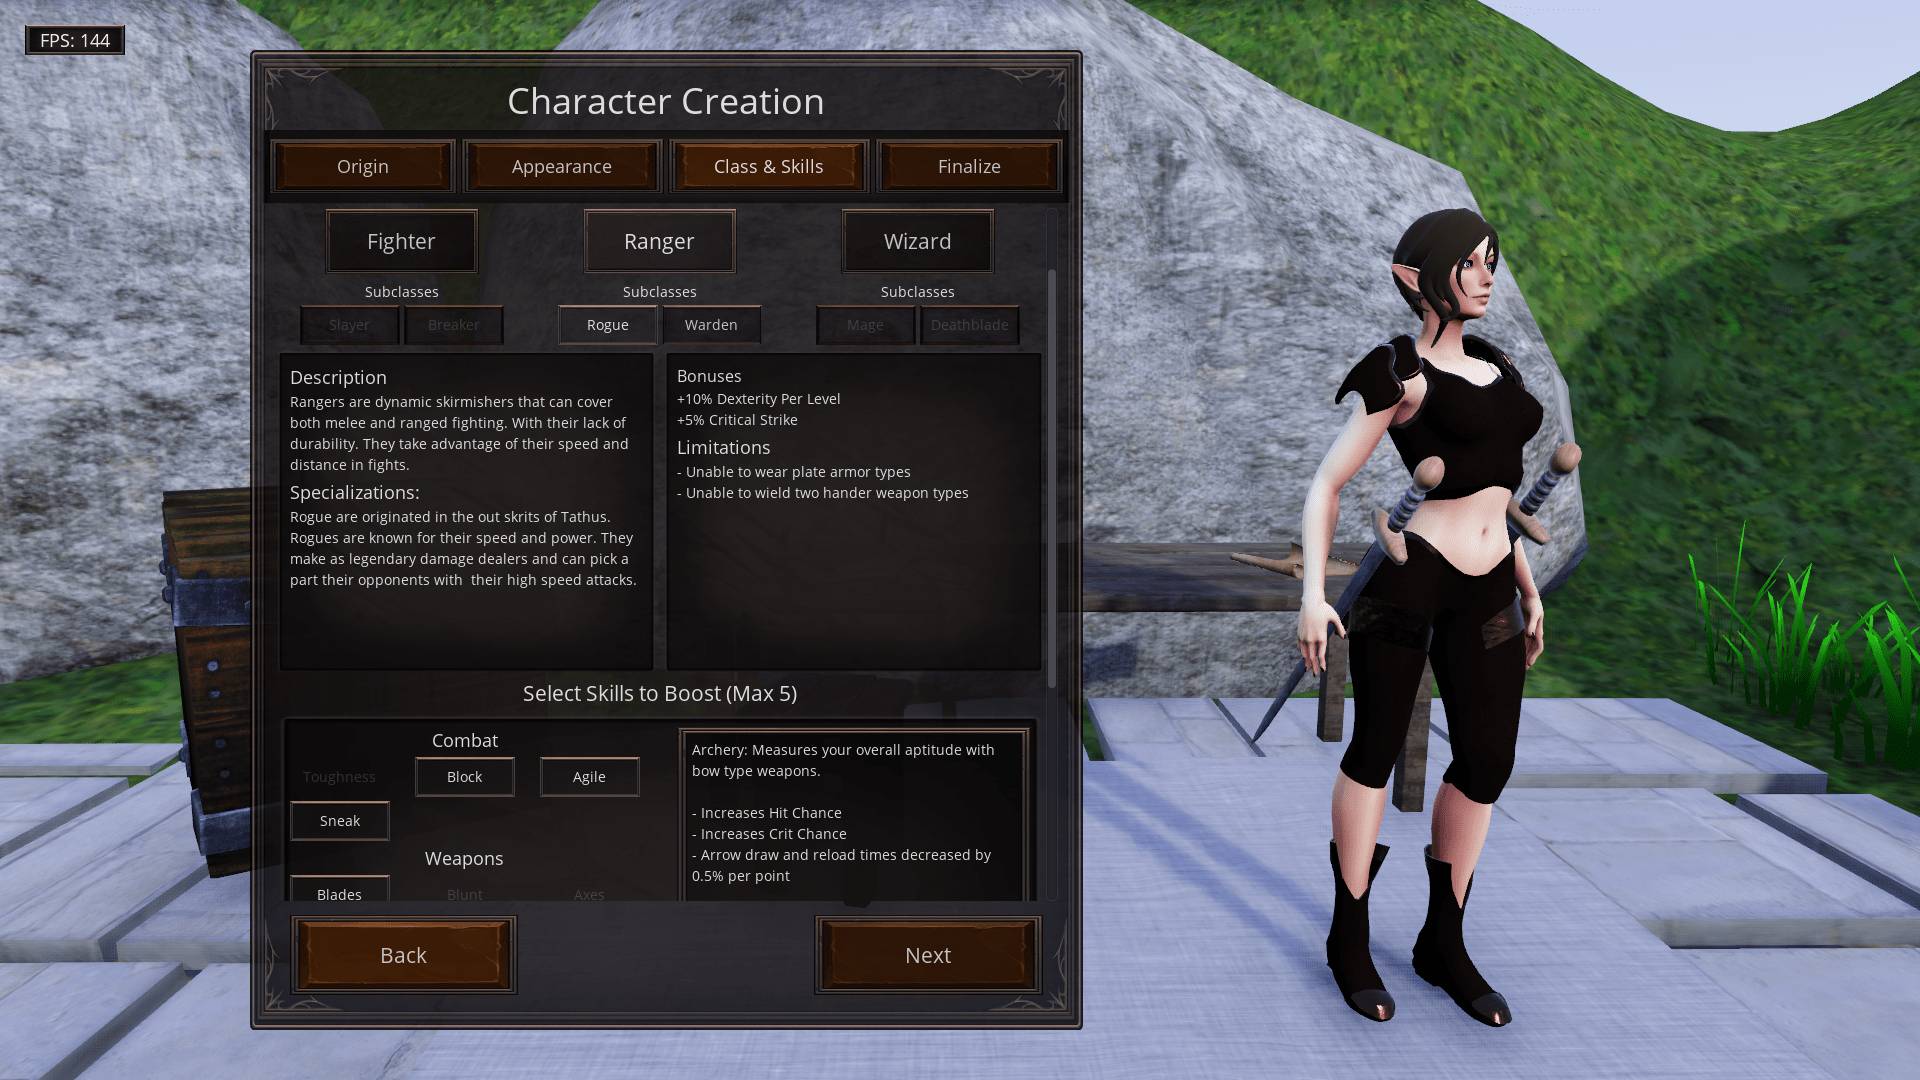 FPS: 144
Character Creation
Origin
Appearance
Class & Skills
Finalize
Fighter
Ranger
Wizard
Subclasses
Subclasses
Subclasses
Slayer
Breaker
Rogue
Warden
Mage
Deathblade
Description
Rangers are dynamic skirmishers that can cover
both melee and ranged fighting. With their lack of
durability. They take advantage of their speed and
distance in fights.
Specializations:
Rogue are originated in the out skrits of Tathus.
Rogues are known for their speed and power. They
make as legendary damage dealers and can pick a
part their opponents with  their high speed attacks.
Bonuses
+10% Dexterity Per Level
+5% Critical Strike
Limitations
- Unable to wear plate armor types
- Unable to wield two hander weapon types
Select Skills to Boost (Max 5)
Combat
Toughness
Block
Agile
Sneak
Weapons
Blades
Blunt
Axes
Archery: Measures your overall aptitude with
bow type weapons.
- Increases Hit Chance
- Increases Crit Chance
- Arrow draw and reload times decreased by
0.5% per point
Back
Next